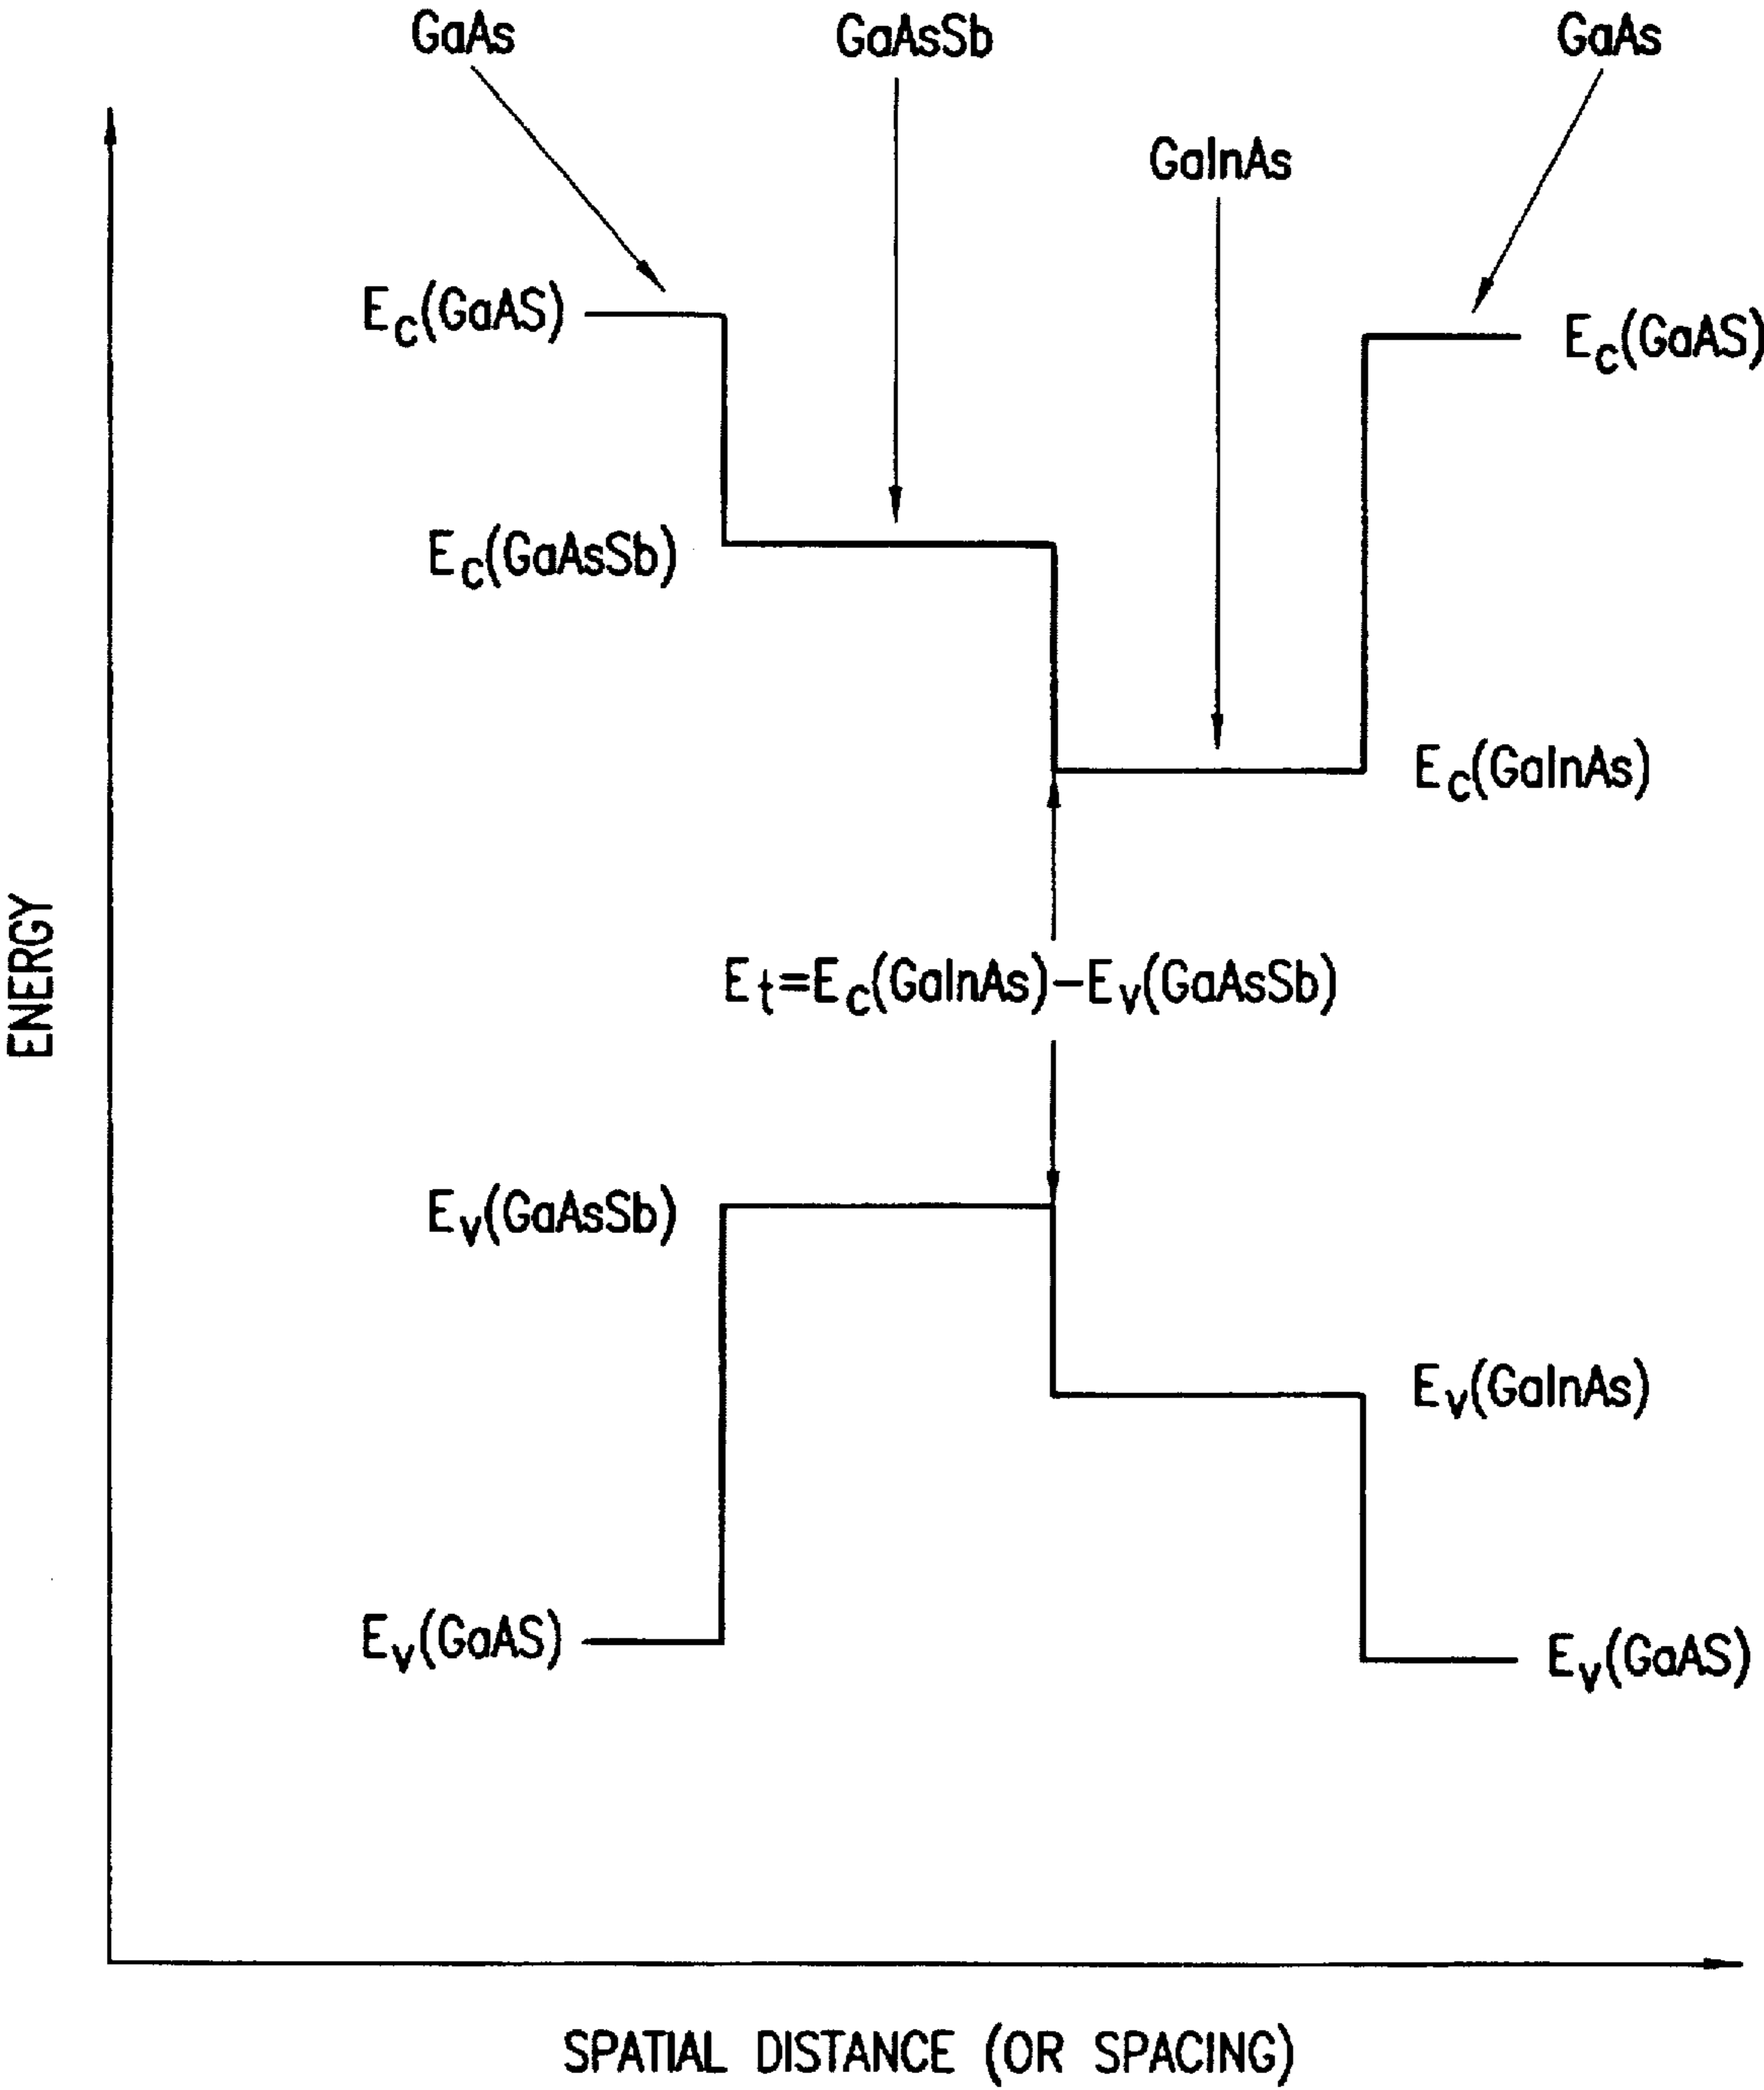 GaAs
GaAsSb
GaAs
GaInAs
Ec(GaAS)
Ec(GaAS)
Ec(GaAsSb)
Ec(GaInAs)
Et=Ec(GaInAs)-Ev(GaAsSb)
ENERGY
Ev(GaAsSb)
Ev(GaInAs)
Ev(GaAS)
Ev(GaAS)
SPATIAL DISTANCE (OR SPACING)